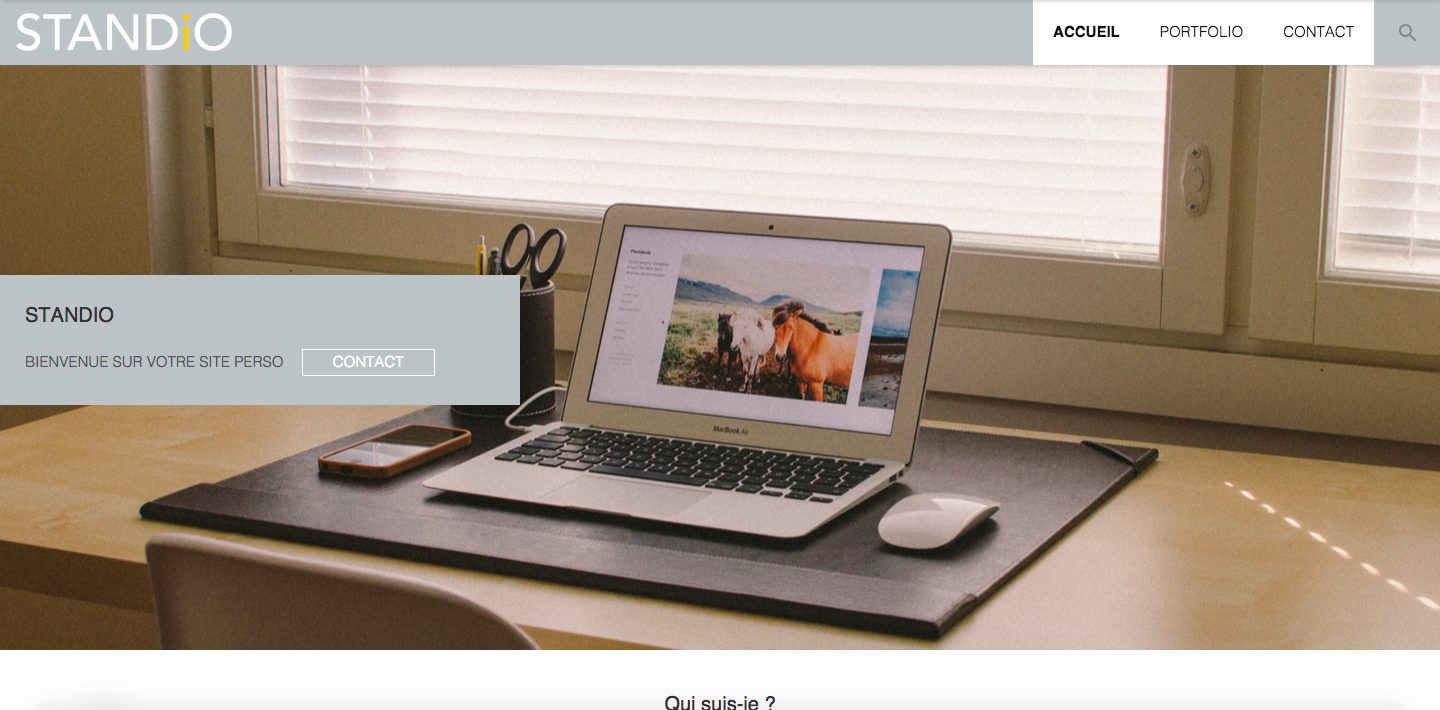 STANDiO
ACCUEIL PORTFOLIO CONTACT
STANDIO
BIENVENUE SUR VOTRE SITE PERSO CONTACT
MacBook Air
Qui suis-je ?